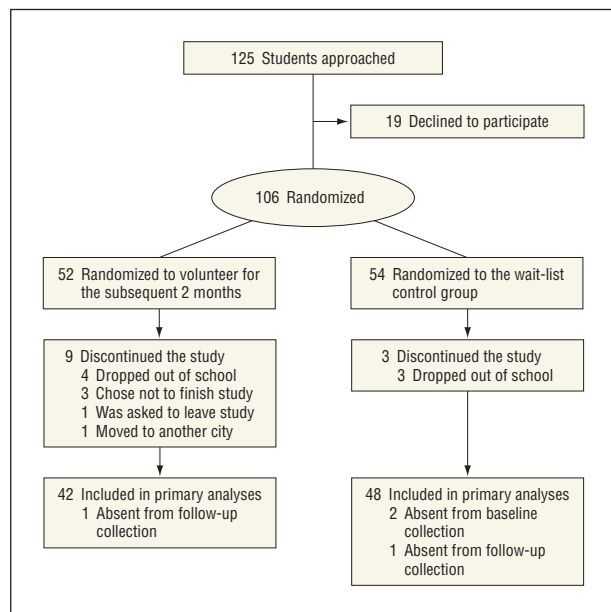 125 Students approached
19 Declined to participate
106 Randomized
52 Randomized to volunteer for
the subsequent 2 months
54 Randomized to the wait-list
control group
9 Discontinued the study
4 Dropped out of school
3 Chose not to finish study
1 Was asked to leave study
1 Moved to another city
3 Discontinued the study
3 Dropped out of school
42 Included in primary analyses
1 Absent from follow-up
collection
48 Included in primary analyses
2 Absent from baseline
collection
1 Absent from follow-up
collection